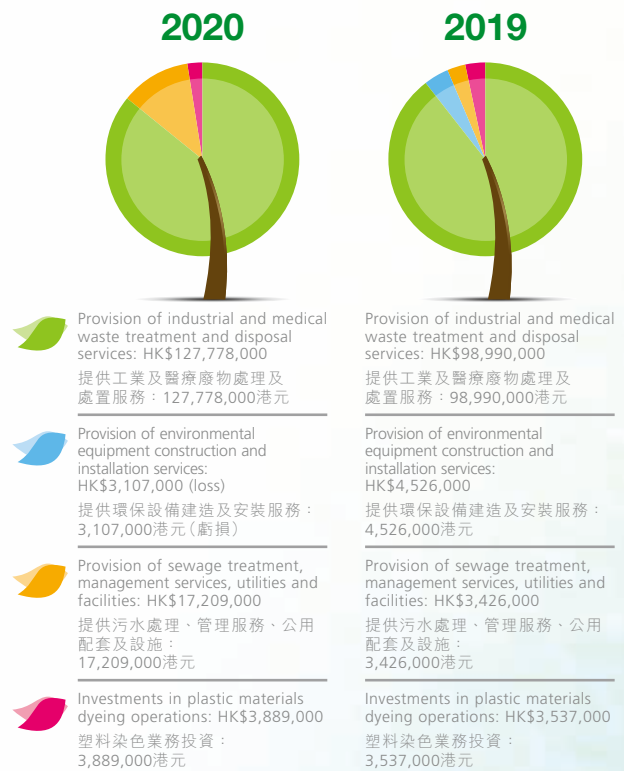 2020
2019
Provision of industrial and medical
waste treatment and disposal
services: HK$127,778,000
提供工業及醫療廢物處理及
處置服務：127,778,000港元
Provision of industrial and medical
waste treatment and disposal
services: HK$98,990,000
提供工業及醫療廢物處理及
處置服務：98,990,000港元
Provision of environmental
equipment construction and
installation services:
HK$3,107,000 (loss)
提供環保設備建造及安裝服務：
3,107,000港元（虧損）
Provision of environmental
equipment construction and
installation services:
HK$4,526,000
提供環保設備建造及安裝服務：
4,526,000港元
Provision of sewage treatment,
management services, utilities and
facilities: HK$17,209,000
提供污水處理、管理服務、公用
配套及設施：
17,209,000港元
Provision of sewage treatment,
management services, utilities and
facilities: HK$3,426,000
提供污水處理、管理服務、公用
配套及設施：
3,426,000港元
Investments in plastic materials
dyeing operations: HK$3,889,000
塑料染色業務投資：
3,889,000港元
Investments in plastic materials
dyeing operations: HK$3,537,000
塑料染色業務投資：
3,537,000港元